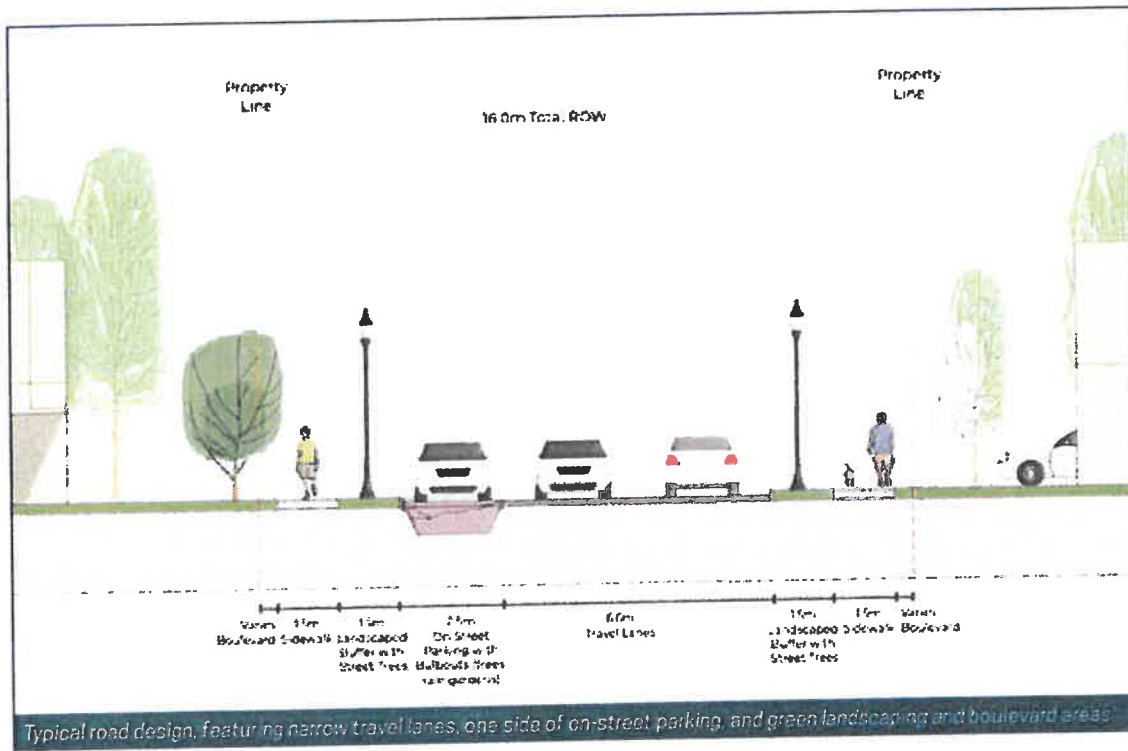 Property
Line
16.0m Total ROW
Property
Line
Varies
Boulevard
1.5m
Sidewalk
1.5m
Landscaped
Buffer with
Street Trees
2.5m
On Street
Parking with
Bulbouts (trees
6.0m
Travel Lanes
1.5m
Landscaped
Buffer with
Street Trees
1.5m
Sidewalk
Varies
Boulevard
Typical road design, featuring narrow travel lanes, one side of on-street parking, and green landscaping and boulevard areas